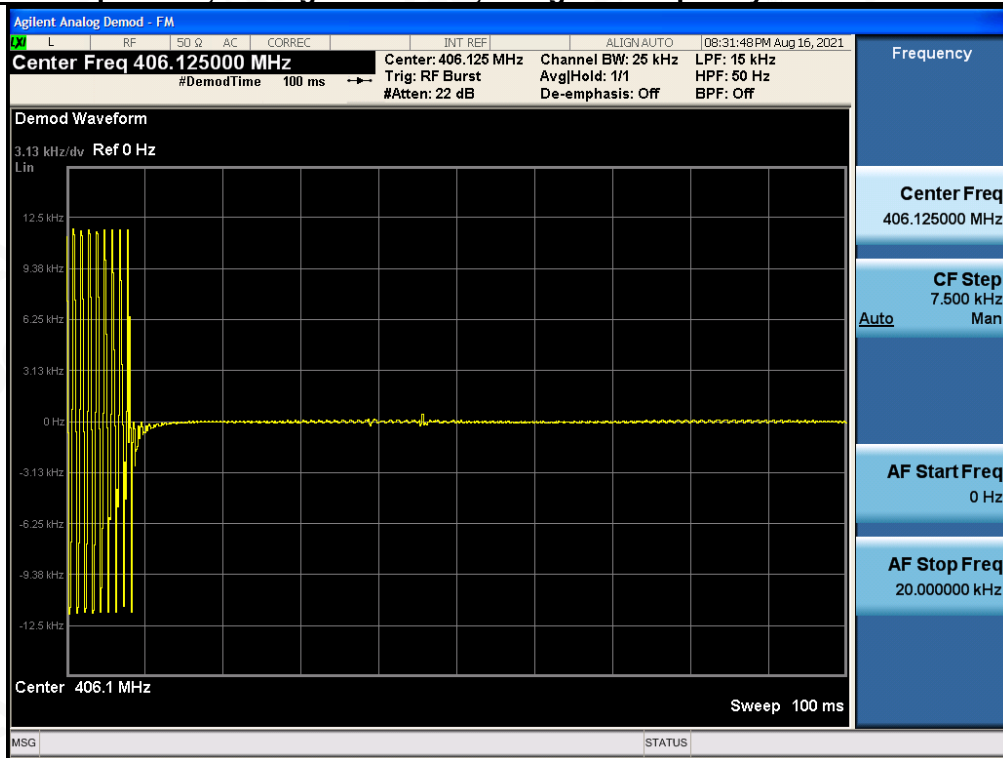 Agilent Analog Demod - FM
LXI L RF 50 Ω AC CORREC INT REF ALIGN AUTO 08:31:48 PM Aug 16, 2021
Center Freq 406.125000 MHz
#DemodTime 100 ms
Center: 406.125 MHz
Trig: RF Burst
#Atten: 22 dB
Channel BW: 25 kHz
Avg|Hold: 1/1
De-emphasis: Off
LPF: 15 kHz
HPF: 50 Hz
BPF: Off
Demod Waveform
3.13 kHz/dv Ref 0 Hz
Lin
12.5 kHz
9.38 kHz
6.25 kHz
3.13 kHz
0 Hz
-3.13 kHz
-6.25 kHz
-9.38 kHz
-12.5 kHz
Center 406.1 MHz
Sweep 100 ms
Frequency
Center Freq
406.125000 MHz
CF Step
7.500 kHz
Auto Man
AF Start Freq
0 Hz
AF Stop Freq
20.000000 kHz
MSG STATUS